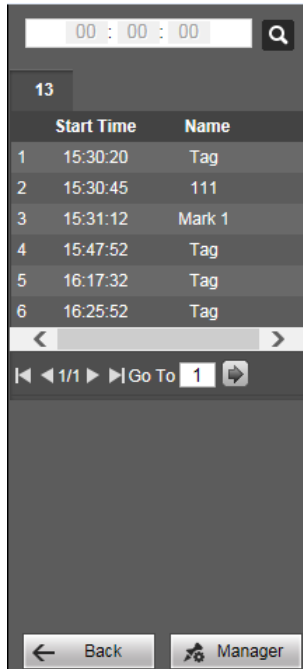 00 : 00 : 00
13
Start Time Name
1 15:30:20 Tag
2 15:30:45 111
3 15:31:12 Mark 1
4 15:47:52 Tag
5 16:17:32 Tag
6 16:25:52 Tag
1/1 Go To 1
Back Manager